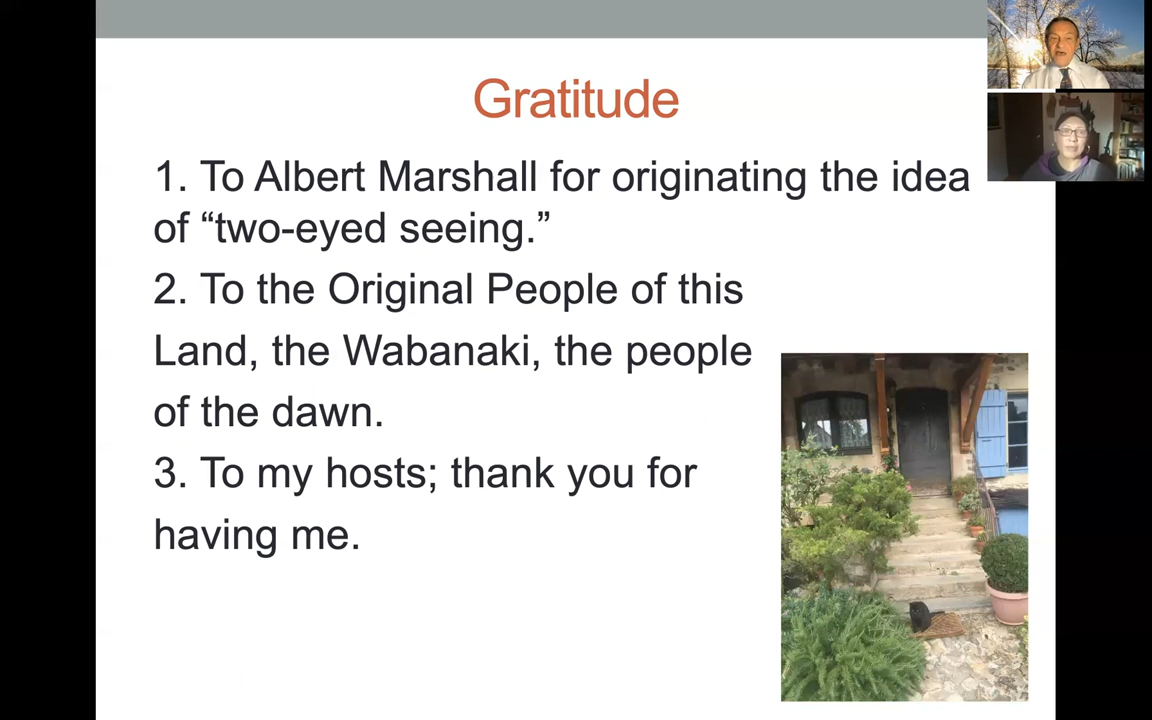 Gratitude
1. To Albert Marshall for originating the idea
of “two-eyed seeing.”
2. To the Original People of this
Land, the Wabanaki, the people
of the dawn.
3. To my hosts; thank you for
having me.